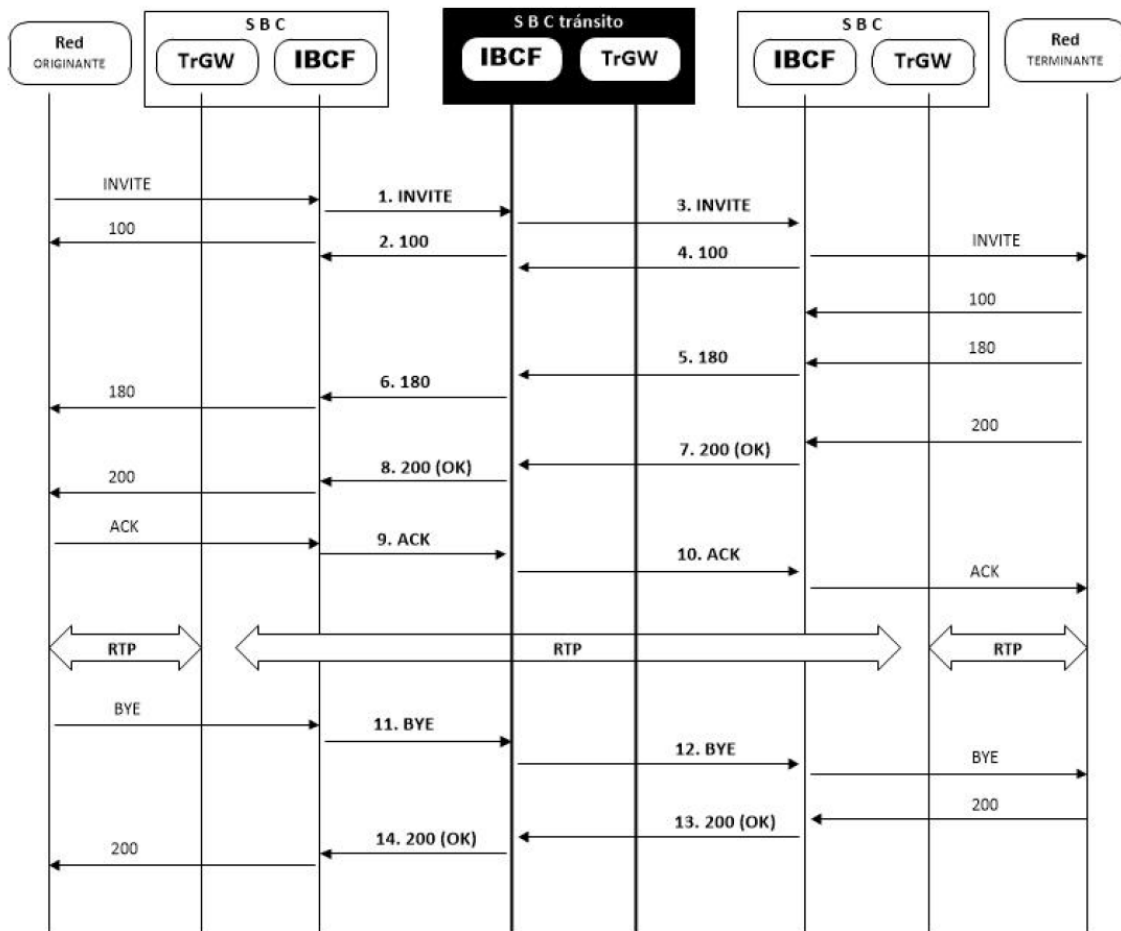 S B C
S B C tránsito
S B C
Red
ORIGINANTE
TrGW
IBCF
IBCF
TrGW
IBCF
TrGW
Red
TERMINANTE
INVITE
1. INVITE
3. INVITE
100
2. 100
4. 100
INVITE
100
180
5. 180
6. 180
180
200
7. 200 (OK)
8. 200 (OK)
200
ACK
9. ACK
10. ACK
ACK
RTP
RTP
RTP
BYE
11. BYE
12. BYE
BYE
200
13. 200 (OK)
14. 200 (OK)
200